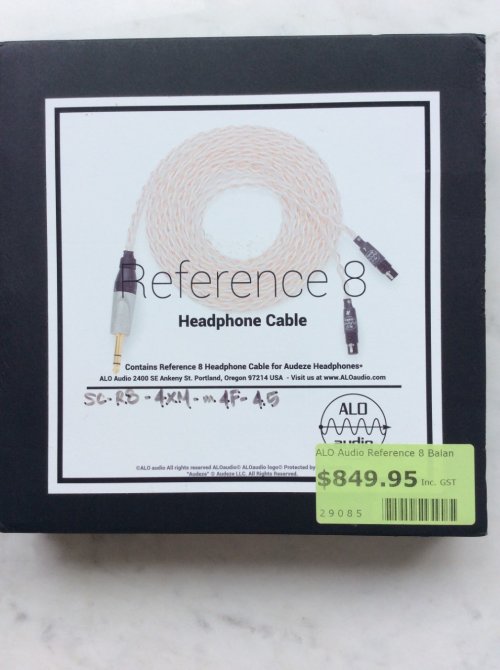 Reference 8
Headphone Cable
Contains Reference 8 Headphone Cable for Audeze Headphones*
ALO Audio 2400 SE Ankeny St. Portland, Oregon 97214 USA - Visit us at www.ALOaudio.com
SC-R8-4XM-m4F-4.5
ALO
audio
©ALO audio All rights reserved ALOaudio© ALOaudio logo© Protected by
"Audeze" © Audeze LLC. All Rights Reserved.
ALO Audio Reference 8 Balan
$849.95 Inc. GST
29085